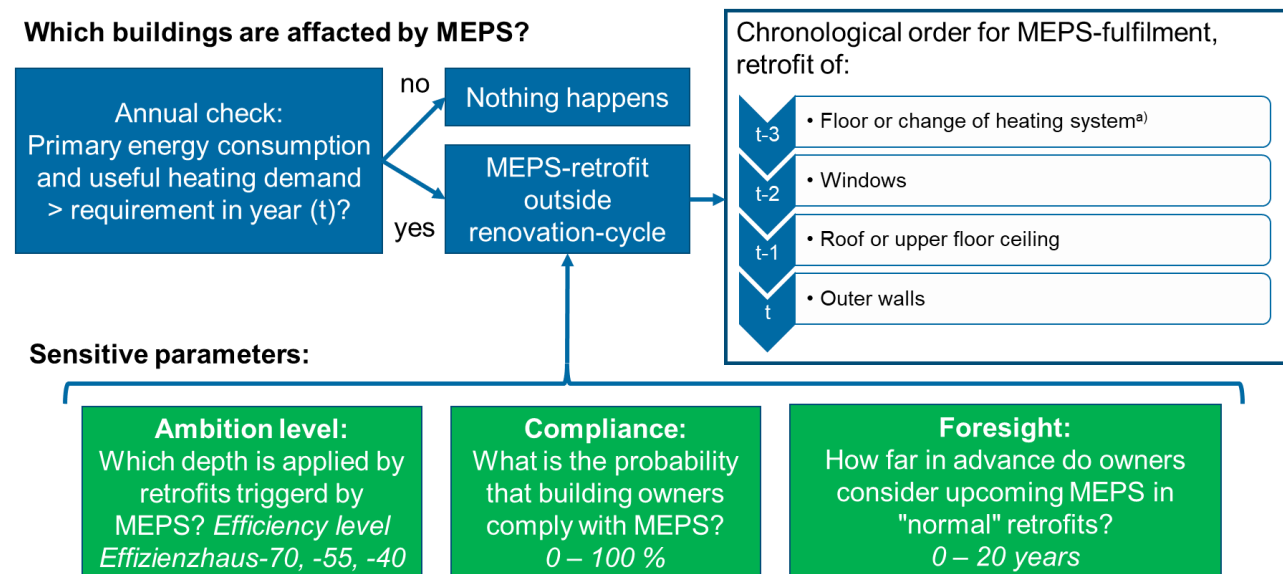 Which buildings are affacted by MEPS?
Annual check:
Primary energy consumption
and useful heating demand
> requirement in year (t)?
no
yes
Nothing happens
MEPS-retrofit
outside
renovation-cycle
Chronological order for MEPS-fulfilment,
retrofit of:
t-3
• Floor or change of heating systemᵃ⁾
t-2
• Windows
t-1
• Roof or upper floor ceiling
t
• Outer walls
Sensitive parameters:
Ambition level:
Which depth is applied by
retrofits triggerd by
MEPS? Efficiency level
Effizienzhaus-70, -55, -40
Compliance:
What is the probability
that building owners
comply with MEPS?
0 – 100 %
Foresight:
How far in advance do owners
consider upcoming MEPS in
"normal" retrofits?
0 – 20 years